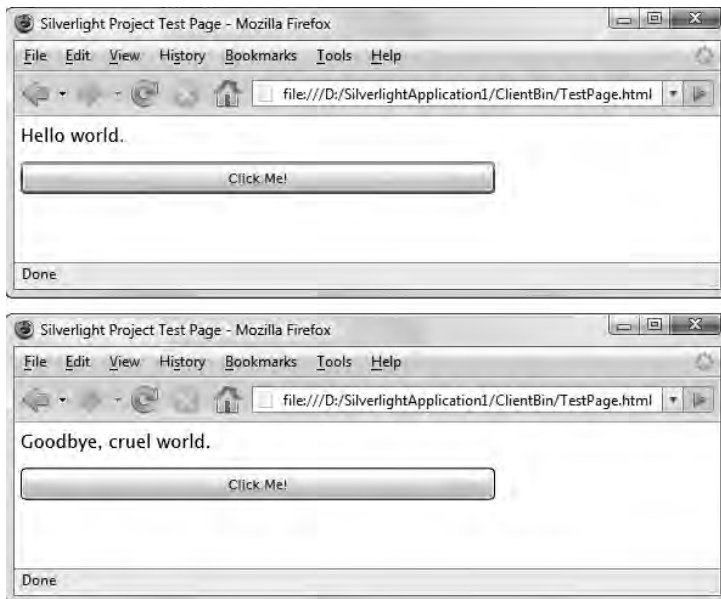 Silverlight Project Test Page - Mozilla Firefox
File Edit View History Bookmarks Tools Help
file:///D:/SilverlightApplication1/ClientBin/TestPage.html
Hello world.
Click Me!
Done
Silverlight Project Test Page - Mozilla Firefox
File Edit View History Bookmarks Tools Help
file:///D:/SilverlightApplication1/ClientBin/TestPage.html
Goodbye, cruel world.
Click Me!
Done